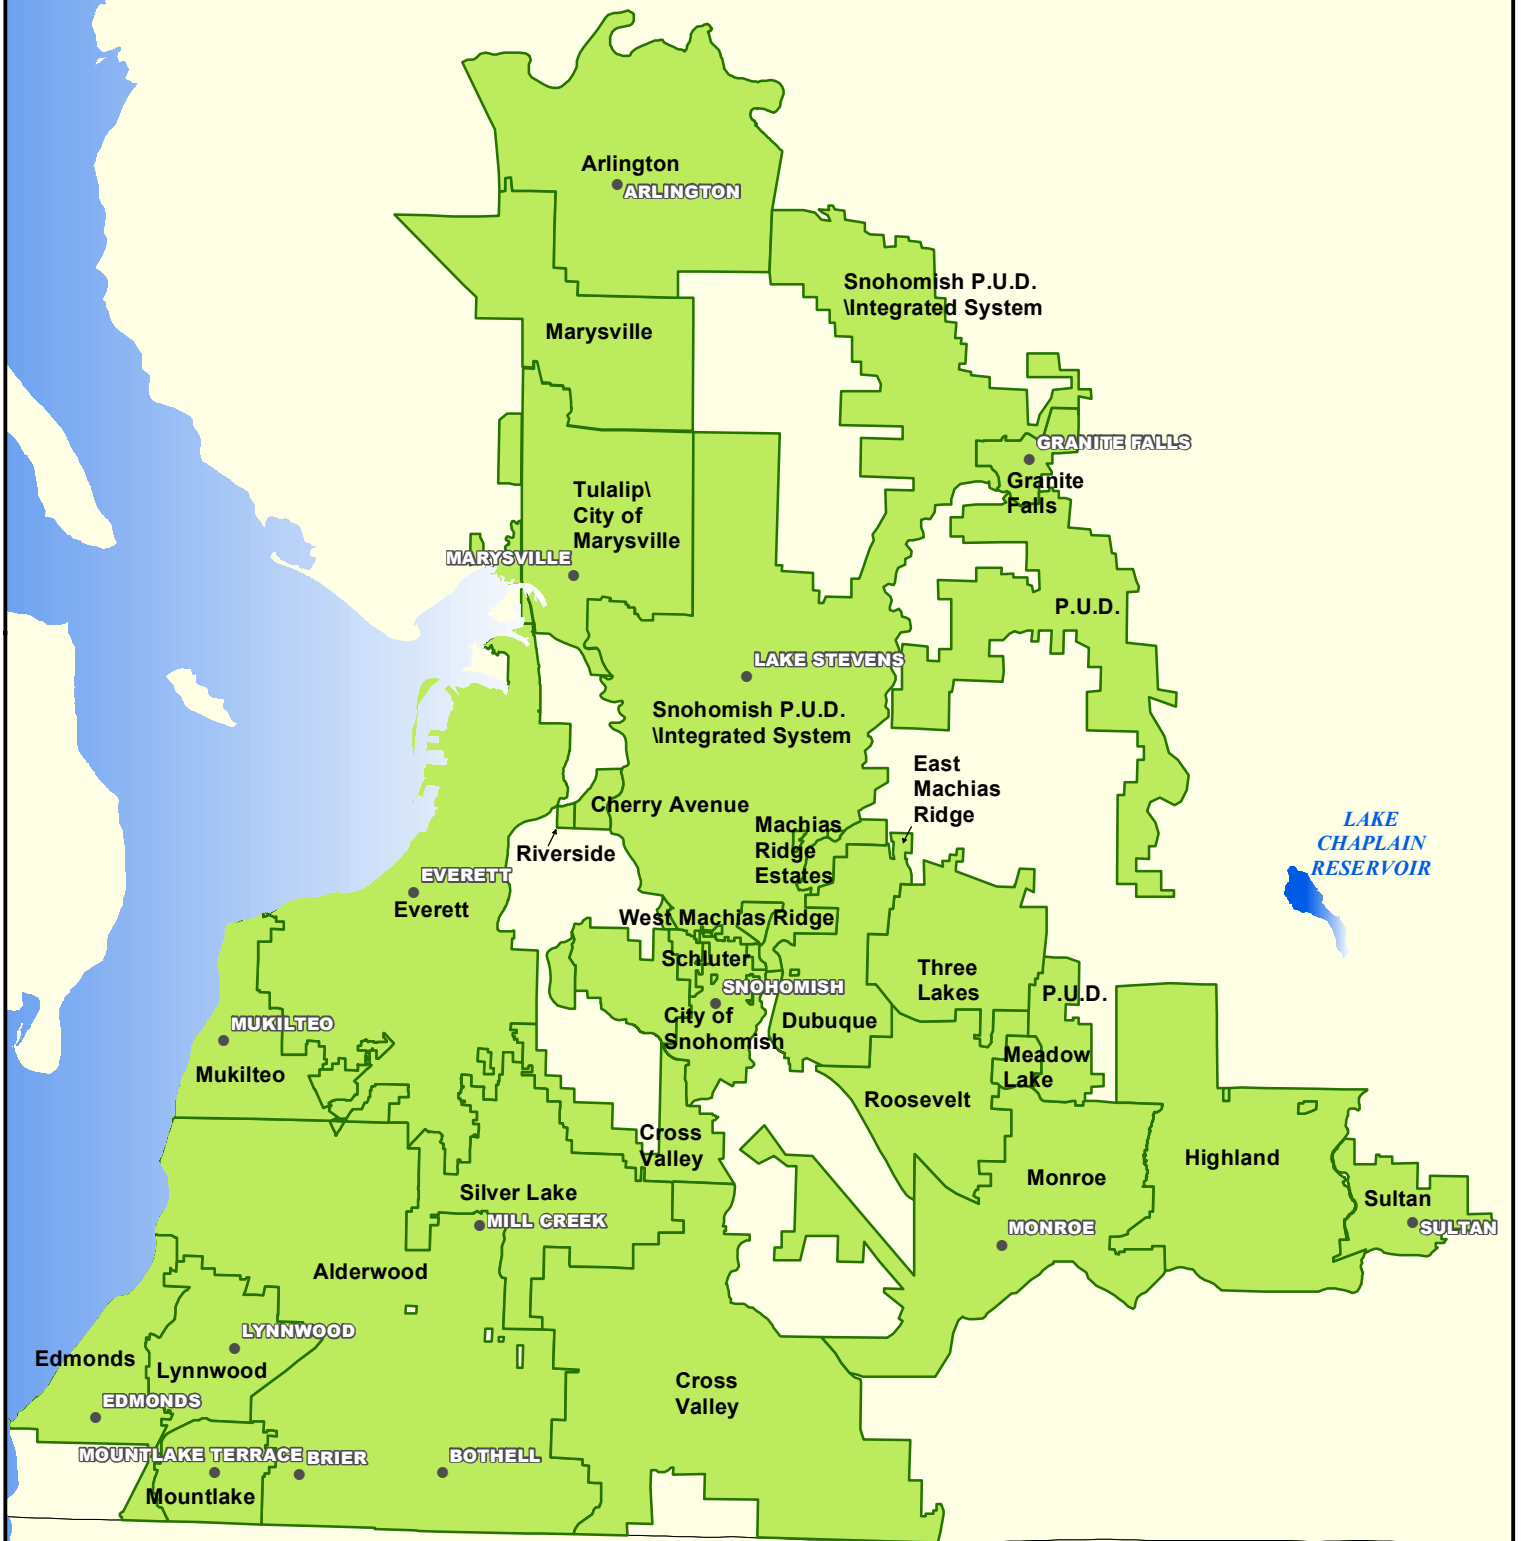 Arlington
ARLINGTON
Snohomish P.U.D.
\Integrated System
Marysville
GRANITE FALLS
Granite
Falls
Tulalip\
City of
Marysville
MARYSVILLE
P.U.D.
LAKE STEVENS
Snohomish P.U.D.
\Integrated System
East
Machias
Ridge
Cherry Avenue
Machias
Ridge
Estates
Riverside
LAKE
CHAPLAIN
RESERVOIR
EVERETT
Everett
West Machias Ridge
Schluter
SNOHOMISH
City of
Snohomish
Dubuque
Three
Lakes
P.U.D.
MUKILTEO
Mukilteo
Meadow
Lake
Roosevelt
Cross
Valley
Silver Lake
MILL CREEK
Monroe
MONROE
Highland
Sultan
SULTAN
Alderwood
LYNNWOOD
Edmonds
Lynnwood
EDMONDS
Cross
Valley
MOUNTLAKE TERRACE
BRIER
BOTHELL
Mountlake